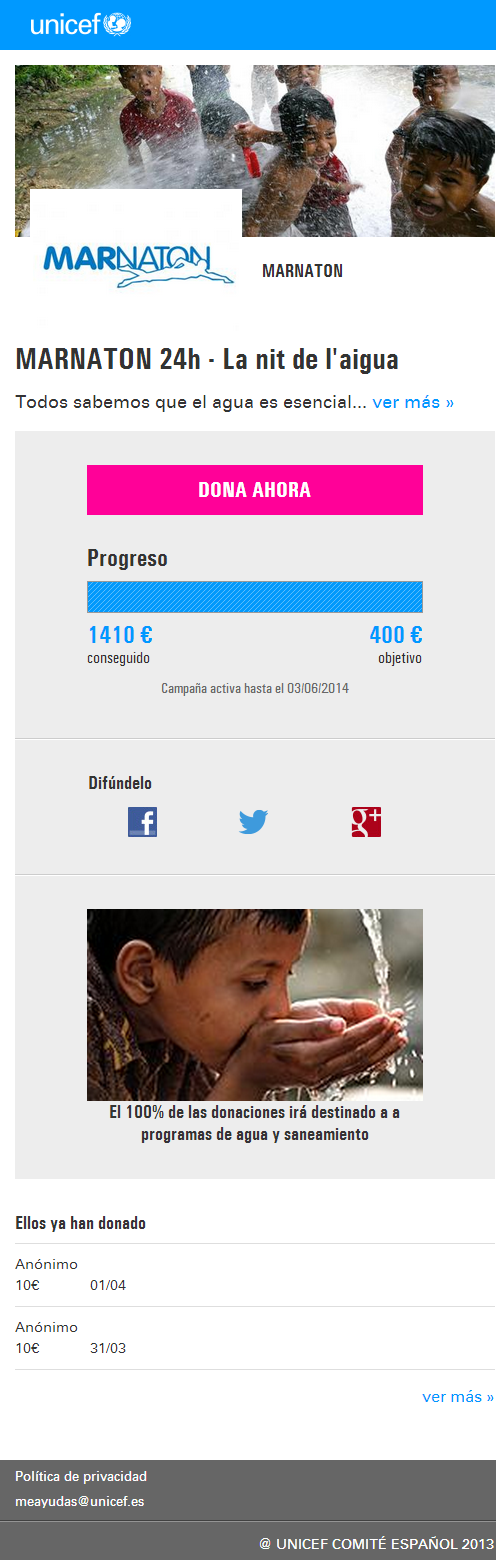 unicef
MARNATON
MARNATON
MARNATON 24h - La nit de l'aigua
Todos sabemos que el agua es esencial... ver más »
DONA AHORA
Progreso
1410 € 400 €
conseguido objetivo
Campaña activa hasta el 03/06/2014
Difúndelo
f g+
El 100% de las donaciones irá destinado a a
programas de agua y saneamiento
Ellos ya han donado
Anónimo
10€ 01/04
Anónimo
10€ 31/03
ver más »
Política de privacidad
meayudas@unicef.es
@ UNICEF COMITÉ ESPAÑOL 2013